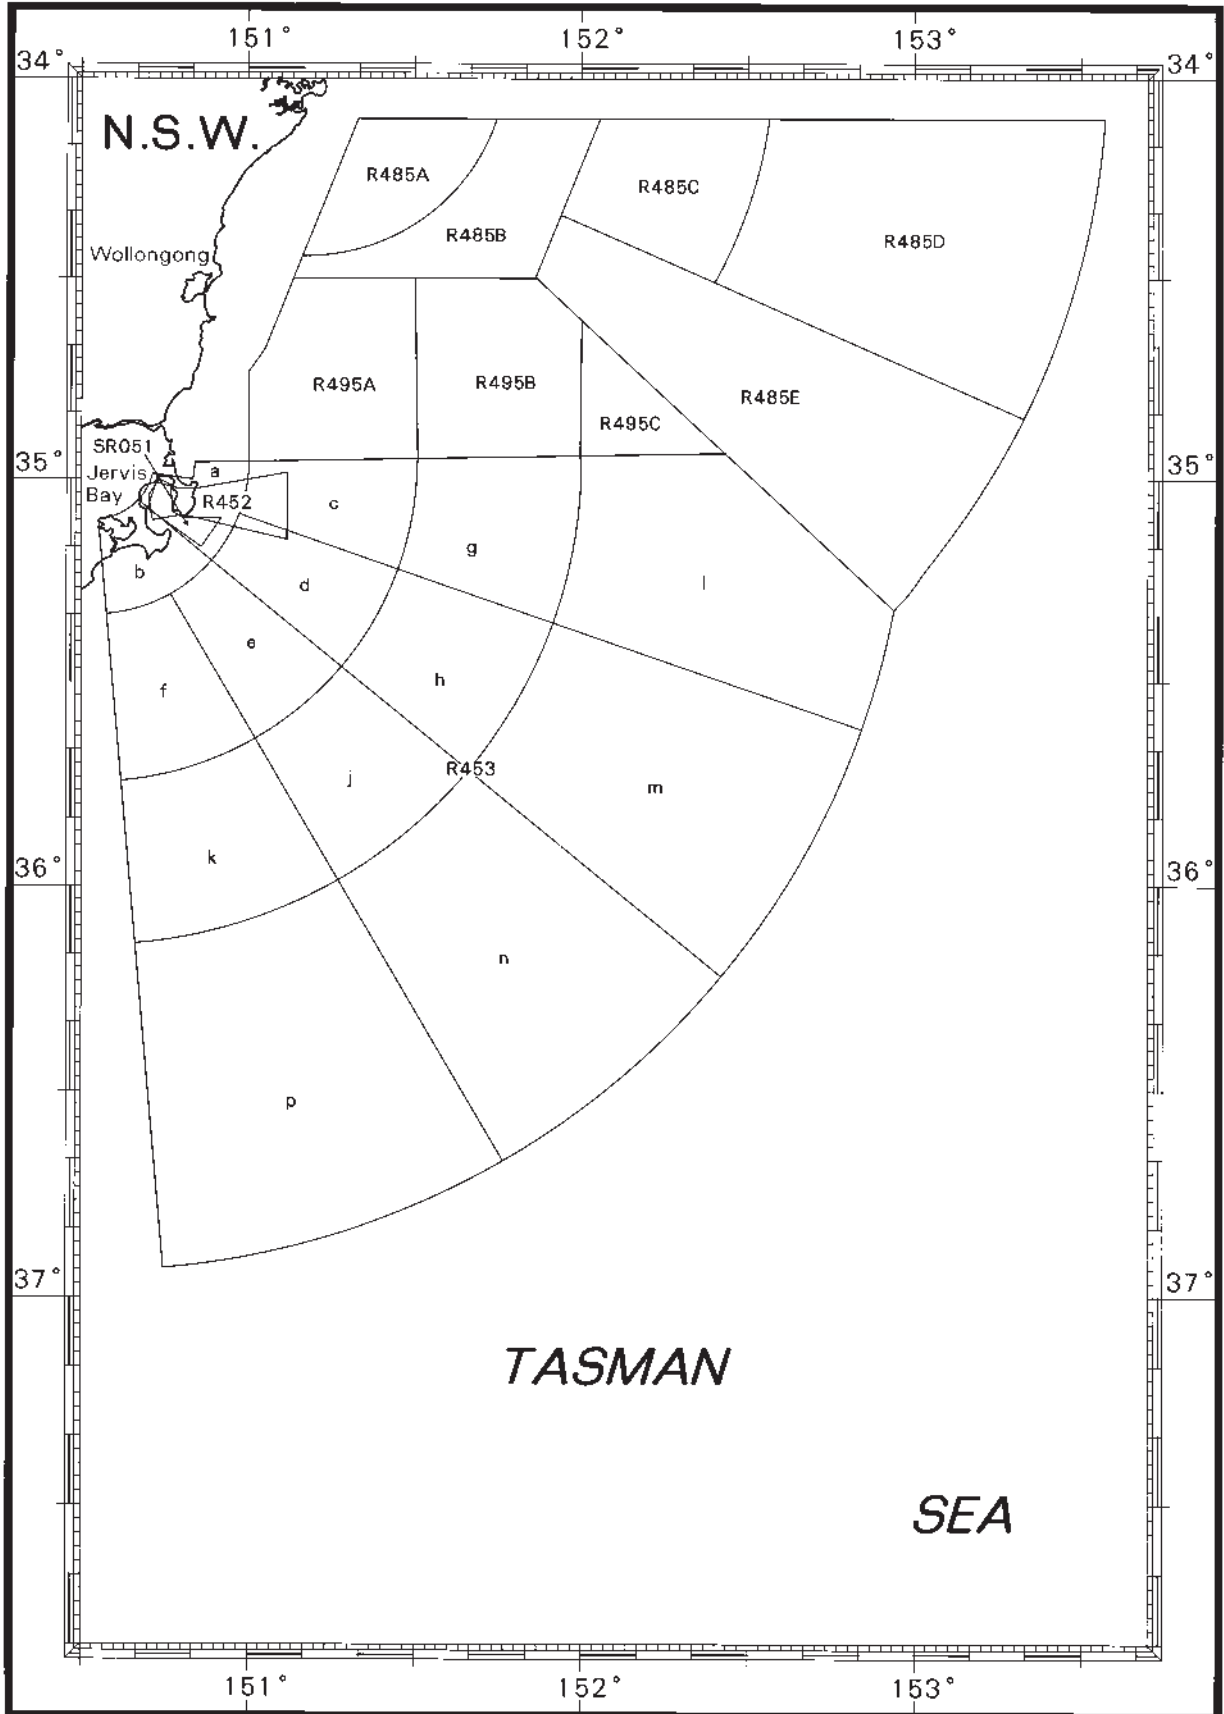 151° 152° 153°
34° 34°
N.S.W.
R485A
R485C
R485B
R485D
Wollongong
R495A
R495B
R485E
R495C
SR051
35° 35°
a
Jervis
Bay
R452
c
g
b
d
l
e
h
f
R453
j
m
k
36° 36°
n
p
37° 37°
TASMAN
SEA
151° 152° 153°